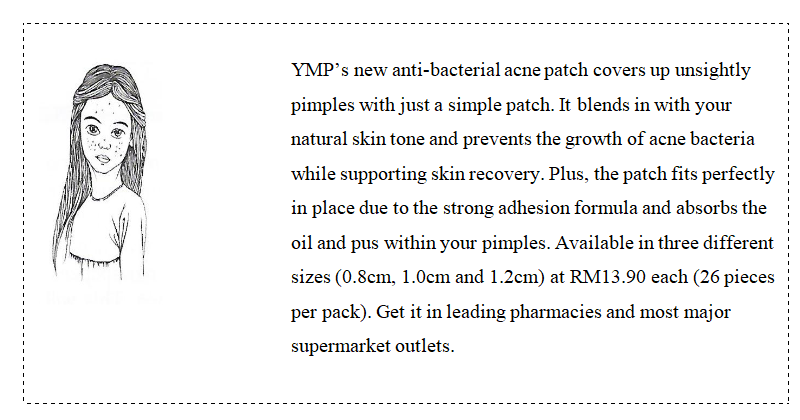 YMP’s new anti-bacterial acne patch covers up unsightly
pimples with just a simple patch. It blends in with your
natural skin tone and prevents the growth of acne bacteria
while supporting skin recovery. Plus, the patch fits perfectly
in place due to the strong adhesion formula and absorbs the
oil and pus within your pimples. Available in three different
sizes (0.8cm, 1.0cm and 1.2cm) at RM13.90 each (26 pieces
per pack). Get it in leading pharmacies and most major
supermarket outlets.